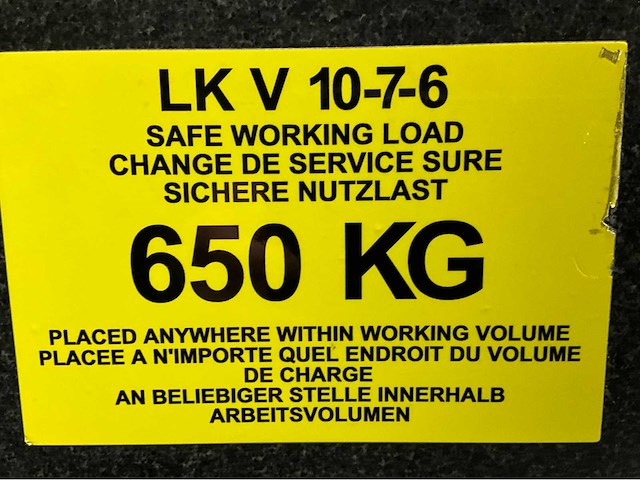 LK V 10-7-6
SAFE WORKING LOAD
CHANGE DE SERVICE SURE
SICHERE NUTZLAST
650 KG
PLACED ANYWHERE WITHIN WORKING VOLUME
PLACEE A N'IMPORTE QUEL ENDROIT DU VOLUME
DE CHARGE
AN BELIEBIGER STELLE INNERHALB
ARBEITSVOLUMEN